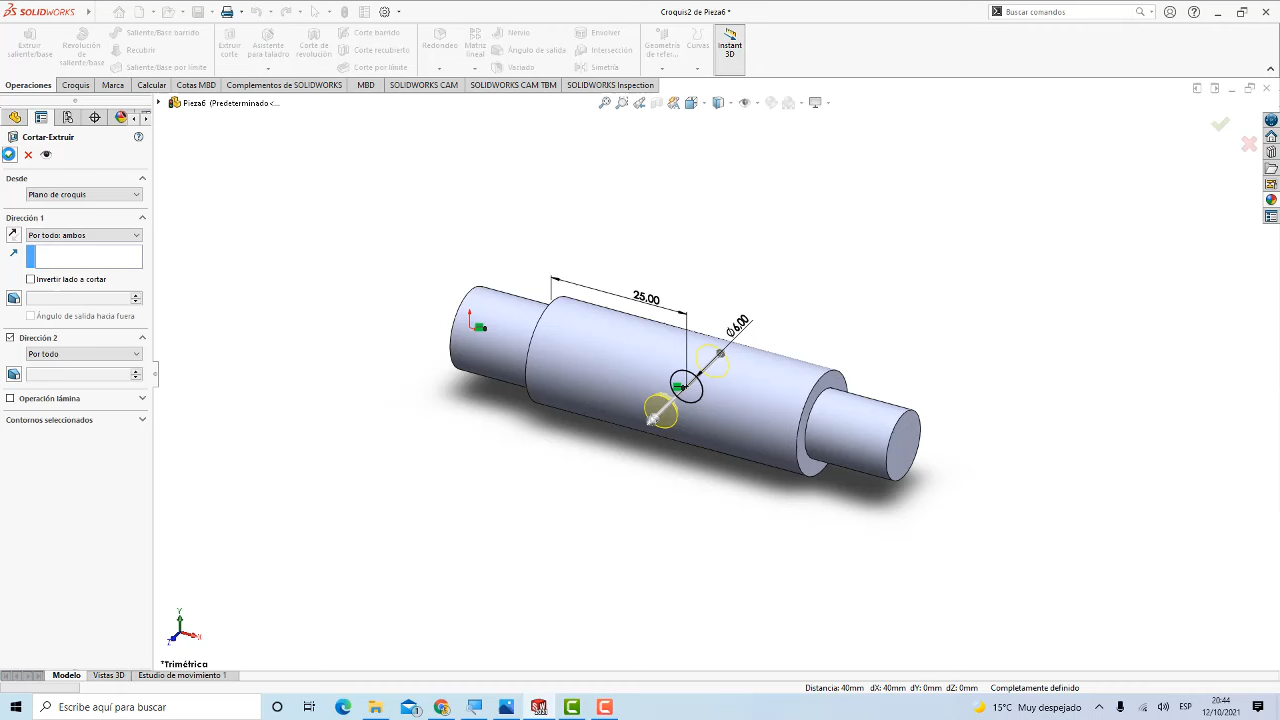 SOLIDWORKS
Croquis2 de Pieza6 *
Buscar comandos
Extruir saliente/base
Revolución de saliente/base
Saliente/Base barrido
Recubrir
Saliente/Base por límite
Extruir corte
Asistente para taladro
Corte de revolución
Corte barrido
Corte recubierto
Corte por límite
Redondeo
Matriz lineal
Nervio
Ángulo de salida
Vaciado
Envolver
Intersección
Simetría
Geometría de refer...
Curvas
Instant 3D
Operaciones
Croquis
Marca
Calcular
Cotas MBD
Complementos de SOLIDWORKS
MBD
SOLIDWORKS CAM
SOLIDWORKS CAM TBM
SOLIDWORKS Inspection
Pieza6 (Predeterminado <...
Cortar-Extruir
Desde
Plano de croquis
Dirección 1
Por todo: ambos
Invertir lado a cortar
Ángulo de salida hacia fuera
Dirección 2
Por todo
Operación lámina
Contornos seleccionados
25.00
∅6.00
Y
X
Z
*Trimétrica
Modelo
Vistas 3D
Estudio de movimiento 1
Distancia: 40mm dX: 40mm dY: 0mm dZ: 0mm
Completamente definido
Escribe aquí para buscar
15°C Muy despejado
ESP
20:44
12/10/2021